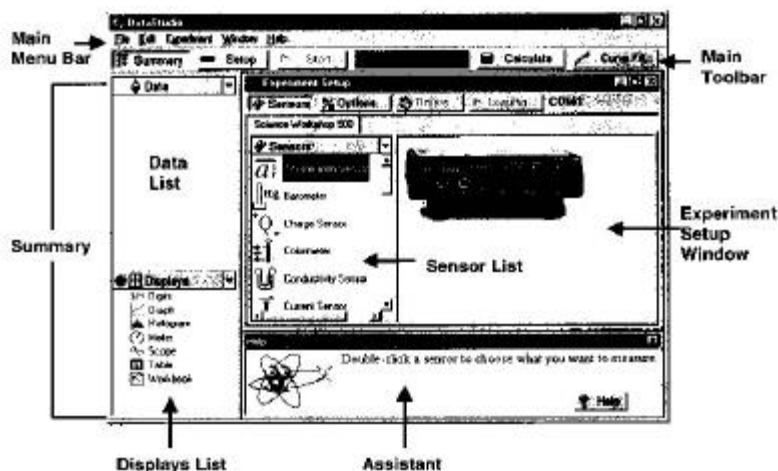 DataStudio
File Edit Experiment Window Help
Main Menu Bar
Summary Setup Start Calculate Curve Fits
Main Toolbar
Data
Experiment Setup
Sensors Options... Timers
Science Workshop 500
Sensors
Data List
Barometer
Charge Sensor
Colorimeter
Conductivity Sensor
Current Sensor
Sensor List
Experiment Setup Window
Summary
Displays
Digits
Graph
Histogram
Meter
Scope
Table
Workbook
Help
Double-click a sensor to choose what you want to measure
Help
Displays List
Assistant